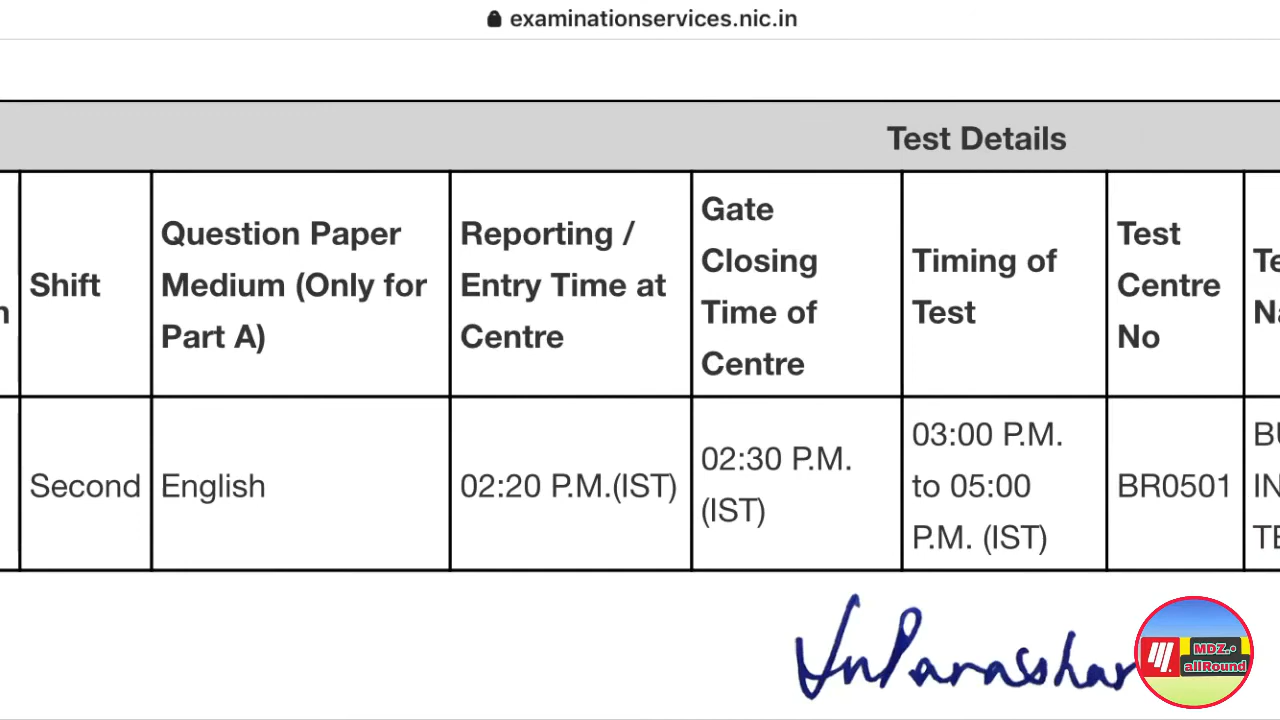 examinationservices.nic.in
Test Details
Shift
Question Paper
Medium (Only for
Part A)
Reporting /
Entry Time at
Centre
Gate
Closing
Time of
Centre
Timing of
Test
Test
Centre
No
Second
English
02:20 P.M.(IST)
02:30 P.M.
(IST)
03:00 P.M.
to 05:00
P.M. (IST)
BR0501
MDZ.
allRound